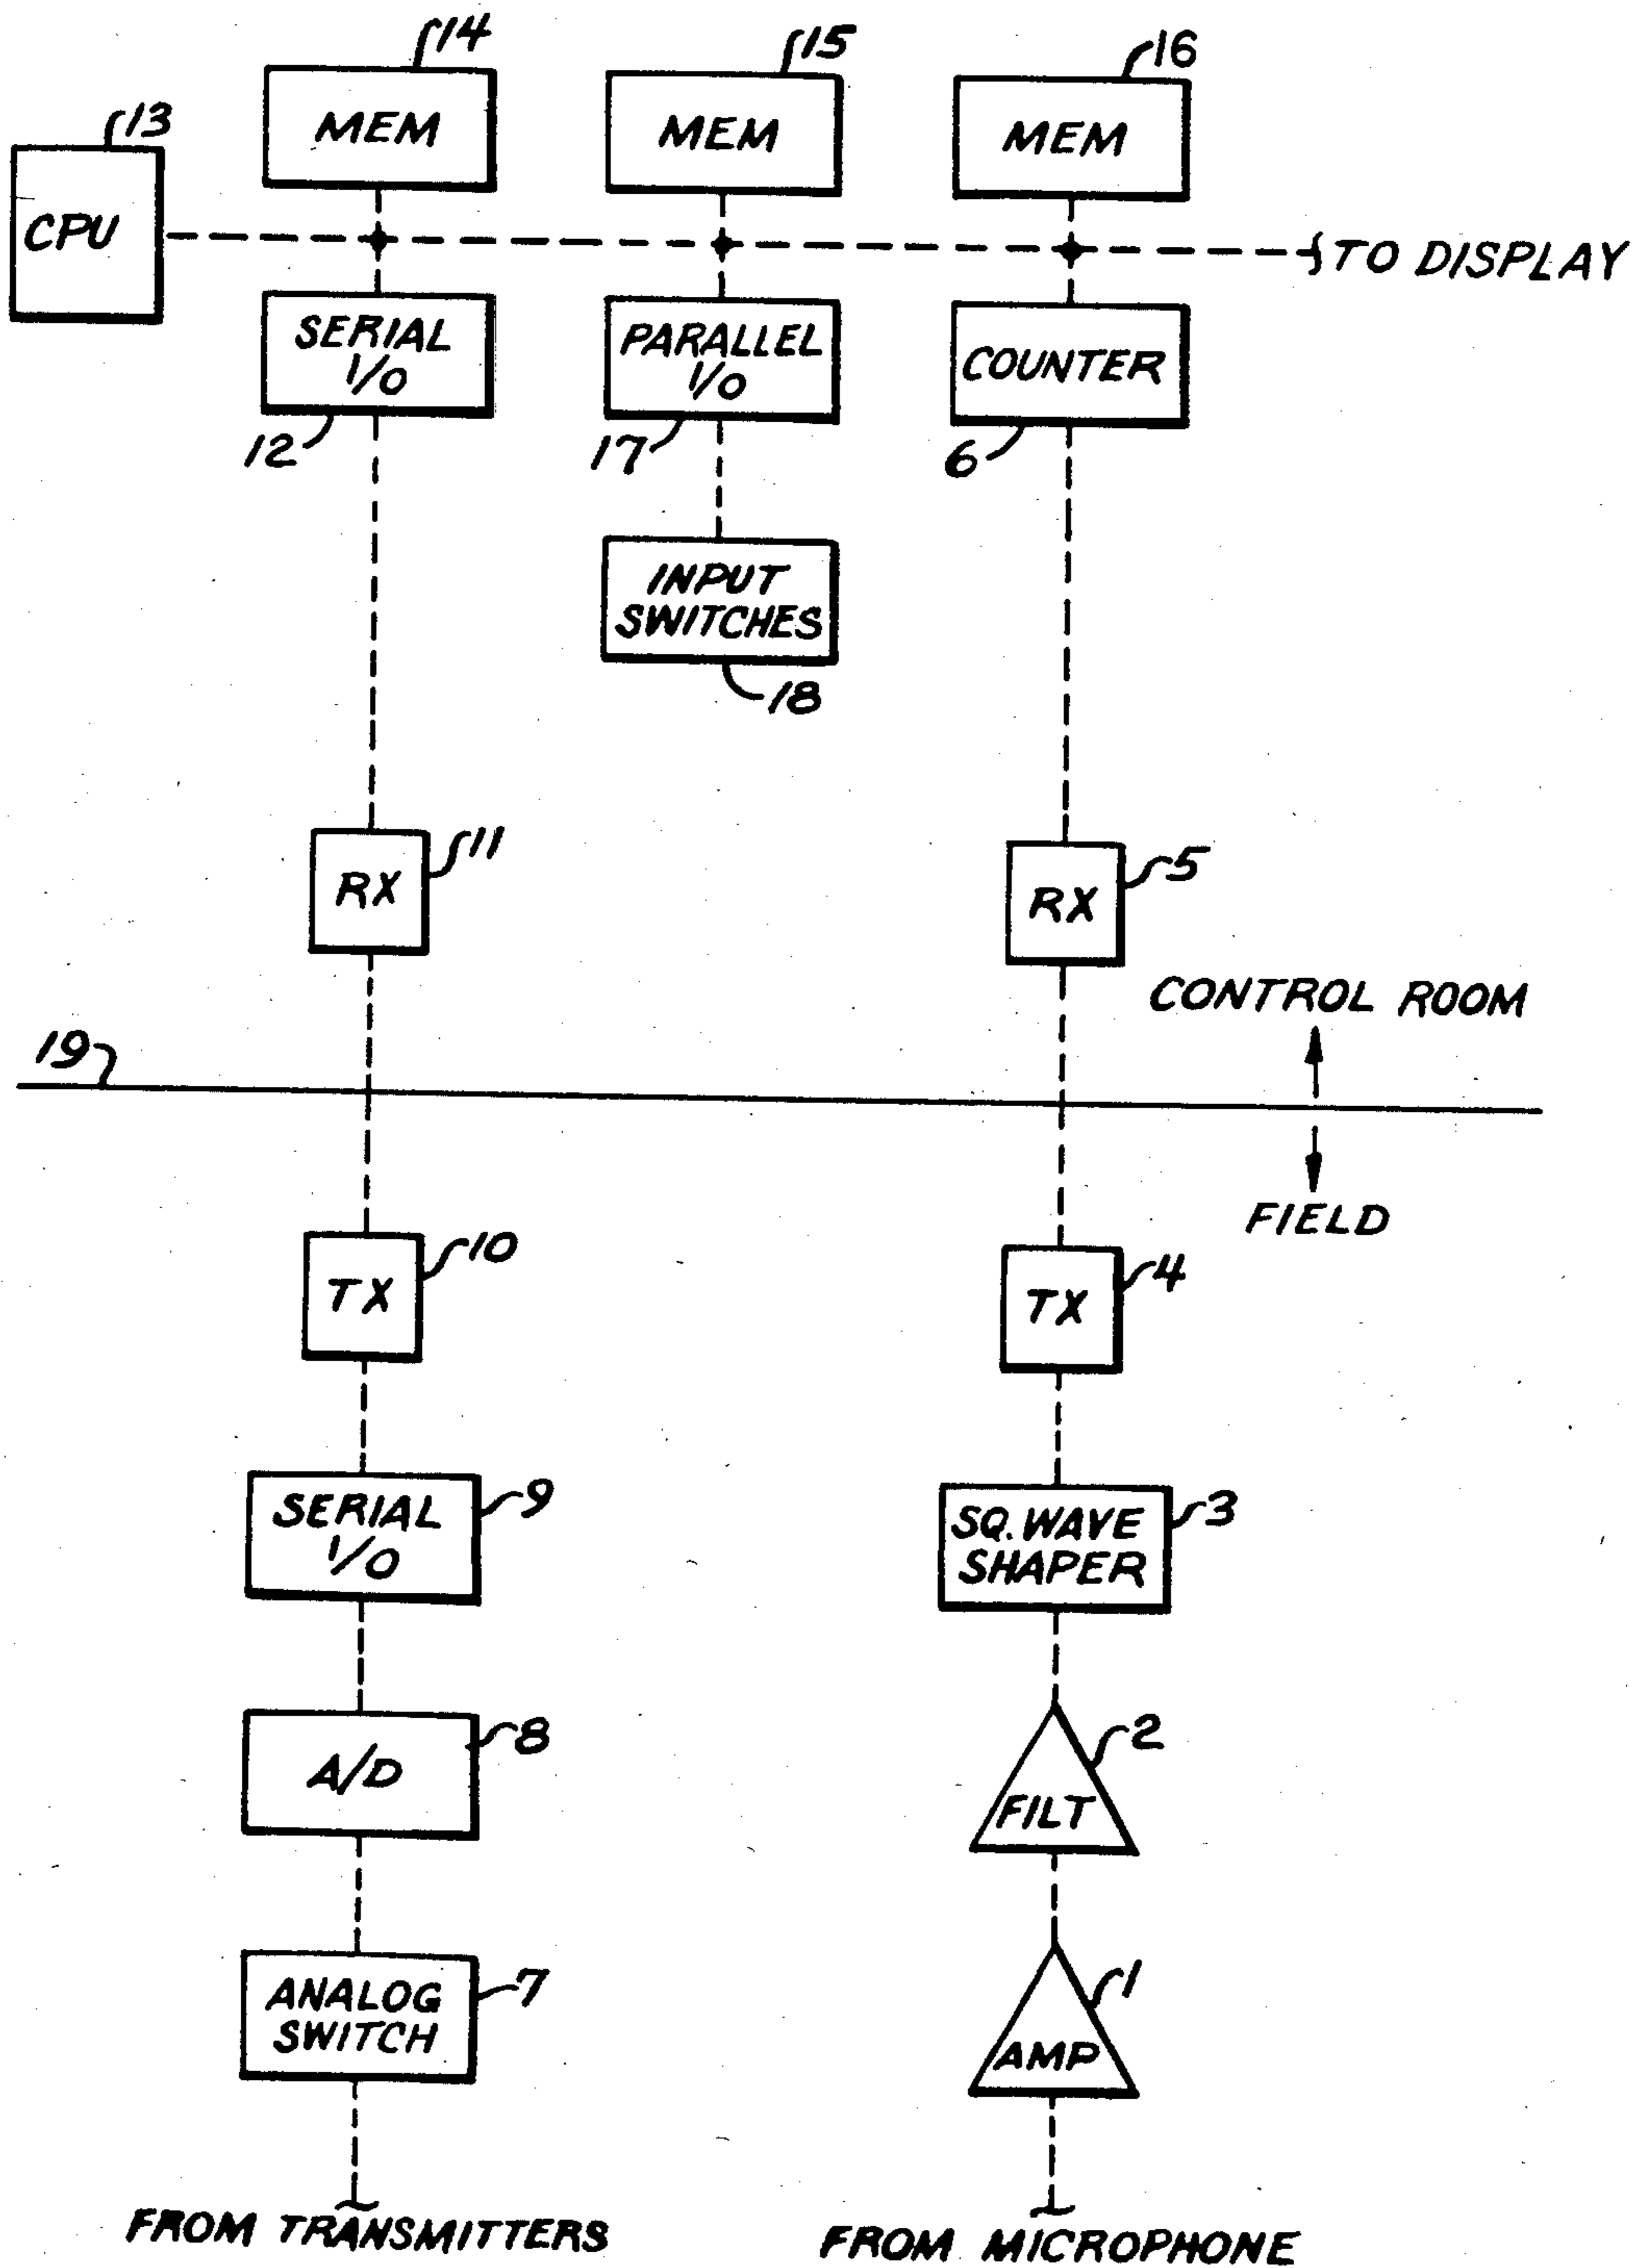 14
15
16
13
MEM
MEM
MEM
CPU
TO DISPLAY
SERIAL
I/O
PARALLEL
I/O
COUNTER
12
17
6
INPUT
SWITCHES
18
11
RX
5
RX
CONTROL ROOM
19
FIELD
10
TX
4
TX
9
SERIAL
I/O
3
SQ. WAVE
SHAPER
8
A/D
2
FILT
7
ANALOG
SWITCH
1
AMP
FROM TRANSMITTERS
FROM MICROPHONE